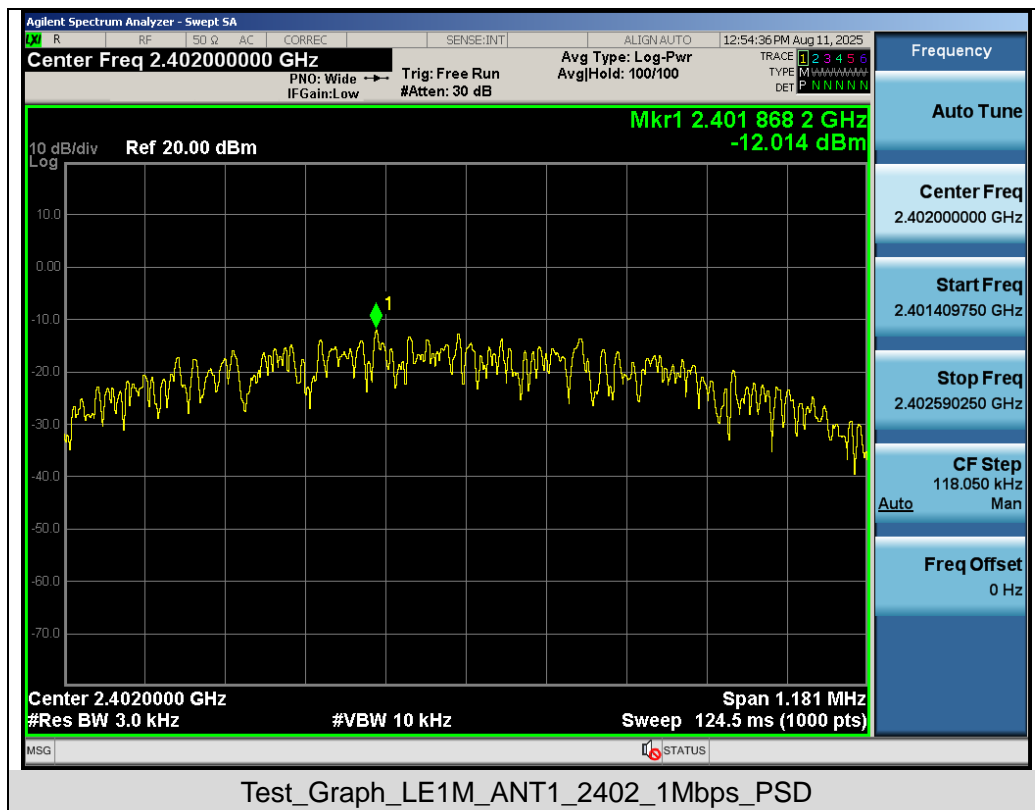 Agilent Spectrum Analyzer - Swept SA
LXI R RF 50 Ω AC CORREC SENSE:INT ALIGN AUTO 12:54:36 PM Aug 11, 2025
Center Freq 2.402000000 GHz
PNO: Wide
IFGain:Low
Trig: Free Run
#Atten: 30 dB
Avg Type: Log-Pwr
Avg|Hold: 100/100
TRACE 1 2 3 4 5 6
TYPE M
DET P N N N N N
Mkr1 2.401 868 2 GHz
-12.014 dBm
10 dB/div Ref 20.00 dBm
Log
10.0
0.00
1
-10.0
-20.0
-30.0
-40.0
-50.0
-60.0
-70.0
Center 2.4020000 GHz Span 1.181 MHz
#Res BW 3.0 kHz #VBW 10 kHz Sweep 124.5 ms (1000 pts)
MSG STATUS
Frequency
Auto Tune
Center Freq
2.402000000 GHz
Start Freq
2.401409750 GHz
Stop Freq
2.402590250 GHz
CF Step
118.050 kHz
Auto Man
Freq Offset
0 Hz
Test_Graph_LE1M_ANT1_2402_1Mbps_PSD